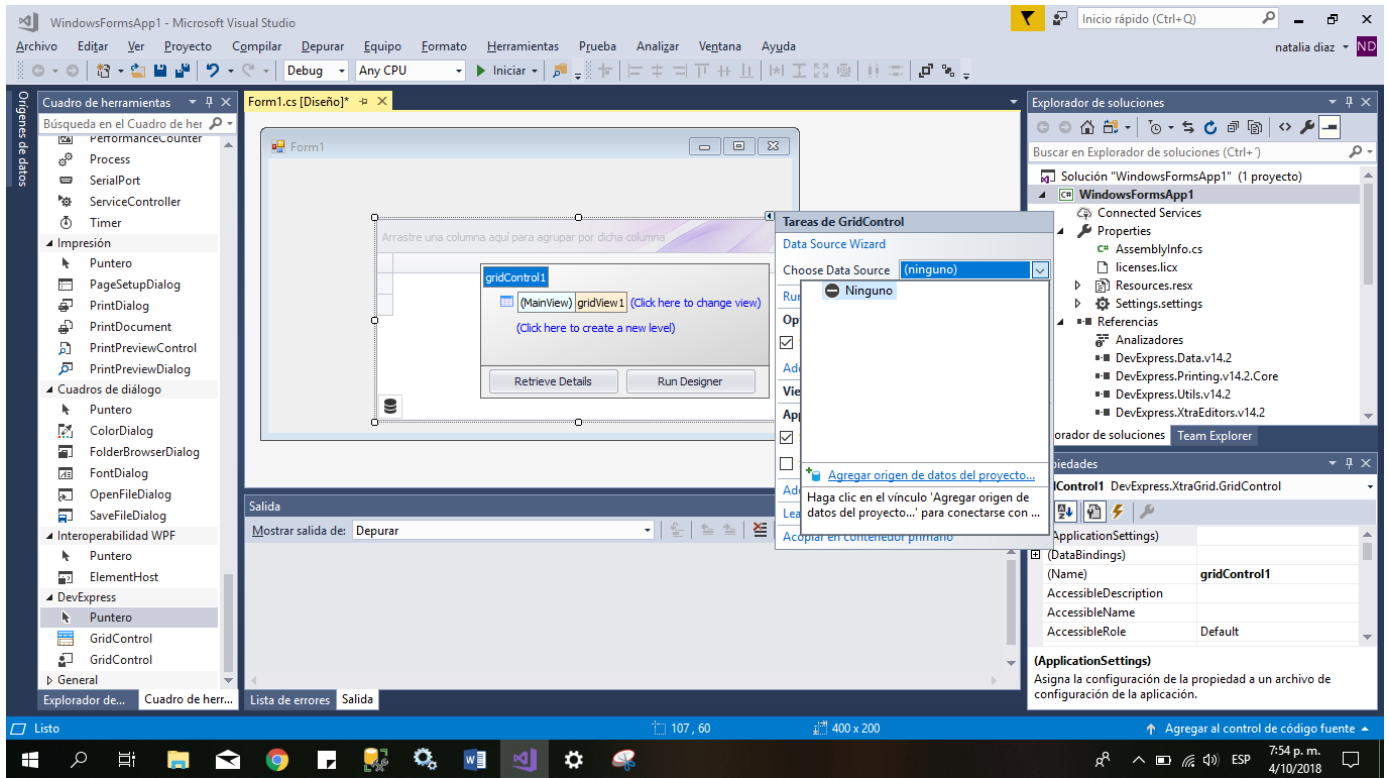 WindowsFormsApp1 - Microsoft Visual Studio
Inicio rápido (Ctrl+Q)
Archivo Editar Ver Proyecto Compilar Depurar Equipo Formato Herramientas Prueba Analizar Ventana Ayuda
natalia diaz ND
Debug Any CPU Iniciar
Orígenes de datos
Cuadro de herramientas
Búsqueda en el Cuadro de her
PerformanceCounter
Process
SerialPort
ServiceController
Timer
Impresión
Puntero
PageSetupDialog
PrintDialog
PrintDocument
PrintPreviewControl
PrintPreviewDialog
Cuadros de diálogo
Puntero
ColorDialog
FolderBrowserDialog
FontDialog
OpenFileDialog
SaveFileDialog
Interoperabilidad WPF
Puntero
ElementHost
DevExpress
Puntero
GridControl
GridControl
General
Explorador de... Cuadro de herr...
Form1.cs [Diseño]*
Form1
Arrastre una columna aquí para agrupar por dicha columna
gridControl1
(MainView) gridView1 (Click here to change view)
(Click here to create a new level)
Retrieve Details Run Designer
Tareas de GridControl
Data Source Wizard
Choose Data Source (ninguno)
Ninguno
Run
Op
Ad
Vie
Ap
Ad
Lea
Agregar origen de datos del proyecto...
Haga clic en el vínculo 'Agregar origen de
datos del proyecto...' para conectarse con ...
Acoplar en contenedor primario
Salida
Mostrar salida de: Depurar
Lista de errores Salida
Explorador de soluciones
Buscar en Explorador de soluciones (Ctrl+´)
Solución "WindowsFormsApp1" (1 proyecto)
WindowsFormsApp1
Connected Services
Properties
AssemblyInfo.cs
licenses.licx
Resources.resx
Settings.settings
Referencias
Analizadores
DevExpress.Data.v14.2
DevExpress.Printing.v14.2.Core
DevExpress.Utils.v14.2
DevExpress.XtraEditors.v14.2
orador de soluciones Team Explorer
piedades
lControl1 DevExpress.XtraGrid.GridControl
(ApplicationSettings)
(DataBindings)
(Name) gridControl1
AccessibleDescription
AccessibleName
AccessibleRole Default
(ApplicationSettings)
Asigna la configuración de la propiedad a un archivo de
configuración de la aplicación.
Listo 107 , 60 400 x 200 Agregar al control de código fuente
ESP
7:54 p. m.
4/10/2018